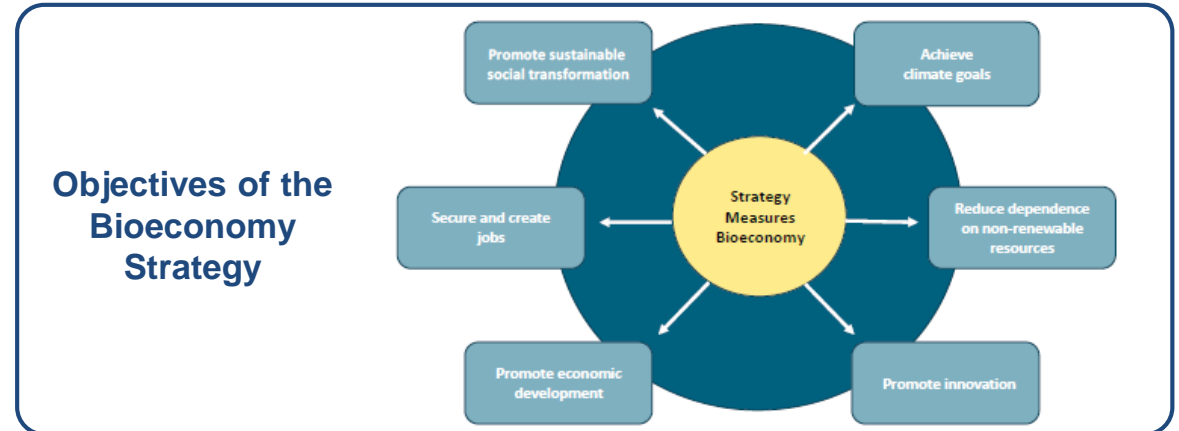 Objectives of the
Bioeconomy
Strategy
Promote sustainable
social transformation
Achieve
climate goals
Secure and create
jobs
Strategy
Measures
Bioeconomy
Reduce dependence
on non-renewable
resources
Promote economic
development
Promote innovation